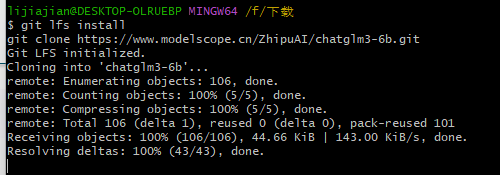 lijiajian@DESKTOP-OLRUEBP MINGW64 /f/下载
$ git lfs install
git clone https://www.modelscope.cn/ZhipuAI/chatglm3-6b.git
Git LFS initialized.
Cloning into 'chatglm3-6b'...
remote: Enumerating objects: 106, done.
remote: Counting objects: 100% (5/5), done.
remote: Compressing objects: 100% (5/5), done.
remote: Total 106 (delta 1), reused 0 (delta 0), pack-reused 101
Receiving objects: 100% (106/106), 44.66 KiB | 143.00 KiB/s, done.
Resolving deltas: 100% (43/43), done.